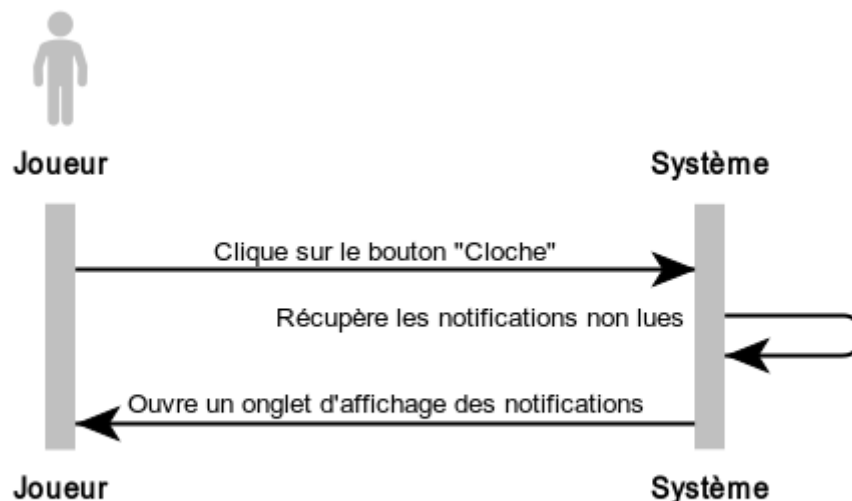 Joueur
Système
Clique sur le bouton "Cloche"
Récupère les notifications non lues
Ouvre un onglet d'affichage des notifications
Joueur
Système